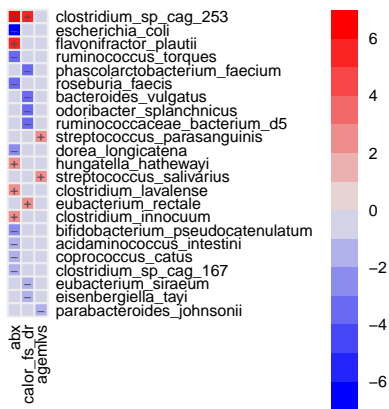 clostridium_sp_cag_253
escherichia_coli
flavonifractor_plautii
ruminococcus_torques
phascolarctobacterium_faecium
roseburia_faecis
bacteroides_vulgatus
odoribacter_splanchnicus
ruminococcaceae_bacterium_d5
streptococcus_parasanguinis
dorea_longicatena
hungatella_hathewayi
streptococcus_salivarius
clostridium_lavalense
eubacterium_rectale
clostridium_innocuum
bifidobacterium_pseudocatenulatum
acidaminococcus_intestini
coprococcus_catus
clostridium_sp_cag_167
eubacterium_siraeum
eisenbergiella_tayi
parabacteroides_johnsonii
abx
calor_fs_dr
agemlvs
6
4
2
0
−2
−4
−6